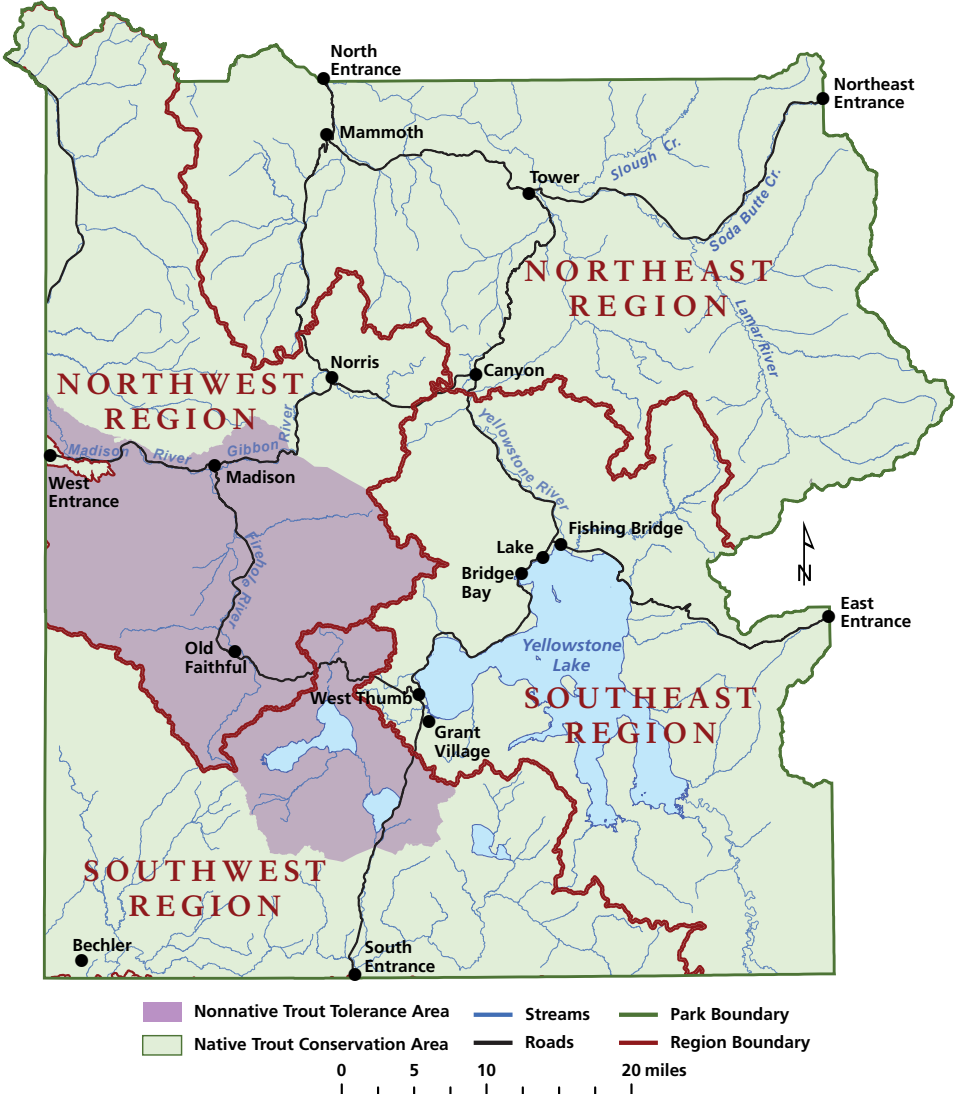 North
Entrance
Northeast
Entrance
Mammoth
Slough Cr.
Tower
Soda Butte Cr.
NORTHEAST
REGION
Lamar River
Norris
Canyon
NORTHWEST
REGION
Gibbon River
Madison River
Yellowstone River
Madison
West
Entrance
Fishing Bridge
Lake
Bridge
Bay
Firehole River
East
Entrance
Old
Faithful
Yellowstone
Lake
West Thumb
SOUTHEAST
REGION
Grant
Village
SOUTHWEST
REGION
Bechler
South
Entrance
N
Nonnative Trout Tolerance Area
Streams
Park Boundary
Native Trout Conservation Area
Roads
Region Boundary
0 5 10 20 miles